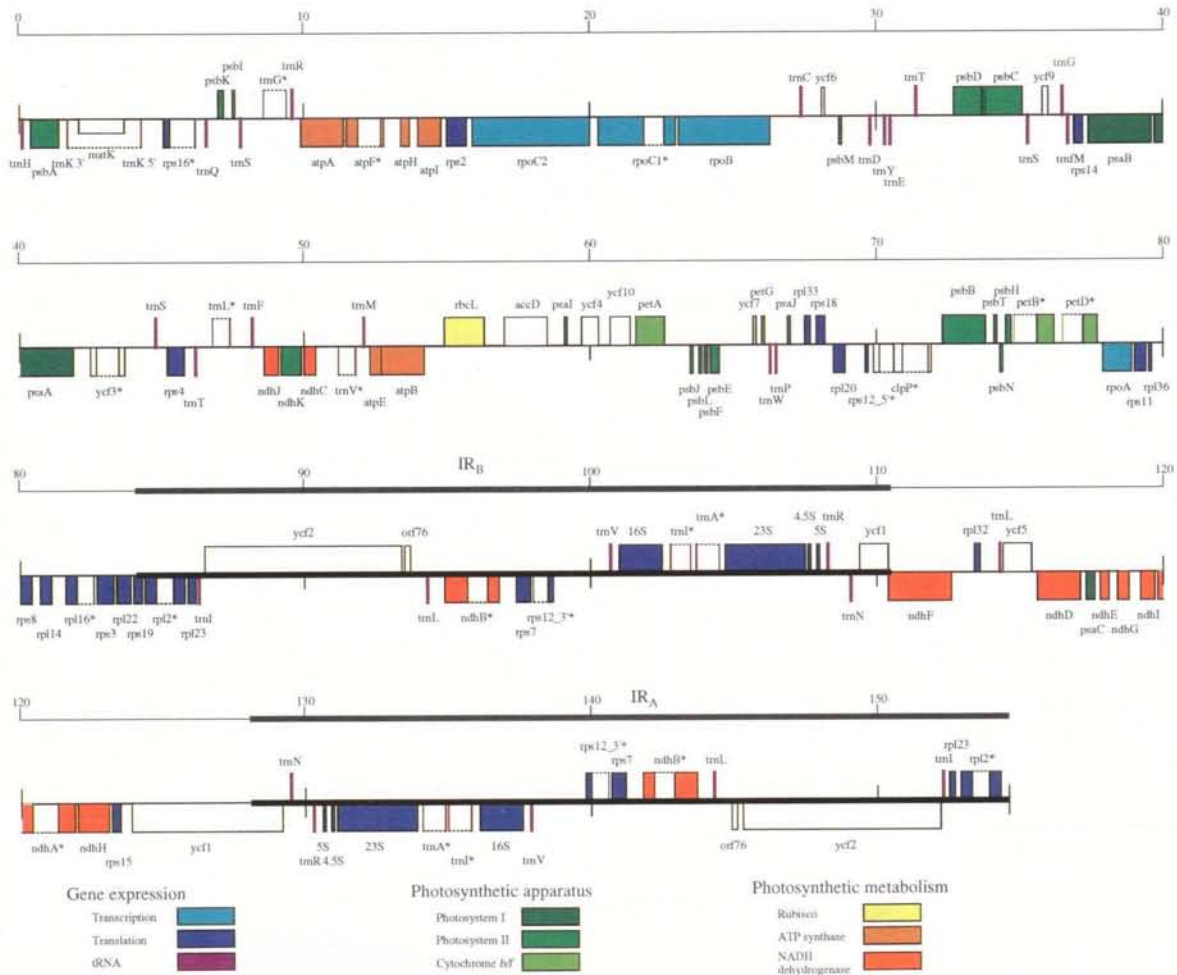 0 10 20 30 40
psbI trnR trnG
psbK trnG* trnC ycf6 trnT psbD psbC ycf9
trnH trnK 3' matK trnK 5' rps16* trnS atpA atpF* atpH rps2 rpoC2 rpoC1* rpoB psbM trnD trnS trnfM psaB
psbA trnQ atpI trnY rps14
trnE
40 50 60 70 80
ycf10 petG rpl33 psbH
trnS trnL* trnF trnM rbcL accD psaI ycf4 petA ycf7 psaJ rps18 psbB psbT petB* petD*
psaA ycf3* rps4 ndhJ ndhC trnV* atpB psbJ psbE trnP rpl20 clpP* psbN rpoA rpl36
trnT ndhK atpE psbL trnW rps12_5'* rps11
psbF
80 90 IRB 100 110 120
trnA* 4.5S trnR trnL
ycf2 orf76 trnV 16S trnI* 23S 5S ycf1 rpl32 ycf5
rps8 rpl16* rpl22 rpl2* trnI trnL ndhB* rps12_3'* trnN ndhF ndhD ndhE ndhI
rpl14 rps3 rps19 rpl23 rps7 psaC ndhG
120 130 IRA 140 150
rps12_3'* rpl23
trnN rps7 ndhB* trnL trnI rpl2*
ndhA* ndhH ycf1 5S 23S trnA* 16S orf76 ycf2
rps15 trnR 4.5S trnI* trnV
Gene expression
Transcription
Translation
tRNA
Photosynthetic apparatus
Photosystem I
Photosystem II
Cytochrome b6f
Photosynthetic metabolism
Rubisco
ATP synthase
NADH
dehydrogenase